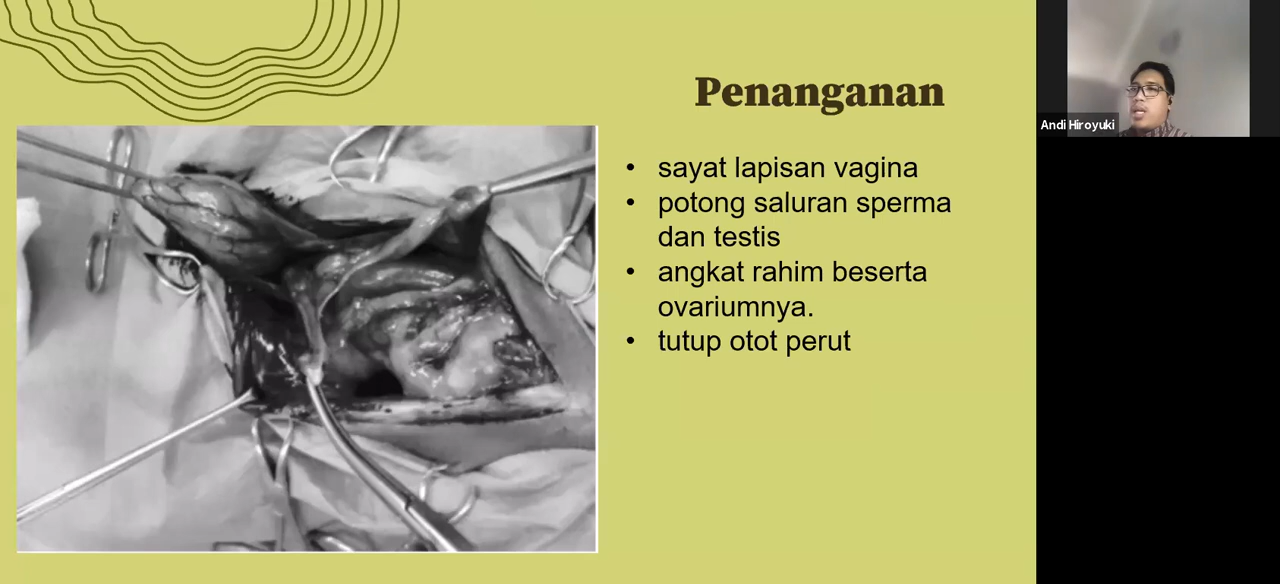 Penanganan
• sayat lapisan vagina
• potong saluran sperma
dan testis
• angkat rahim beserta
ovariumnya.
• tutup otot perut
Andi Hiroyuki